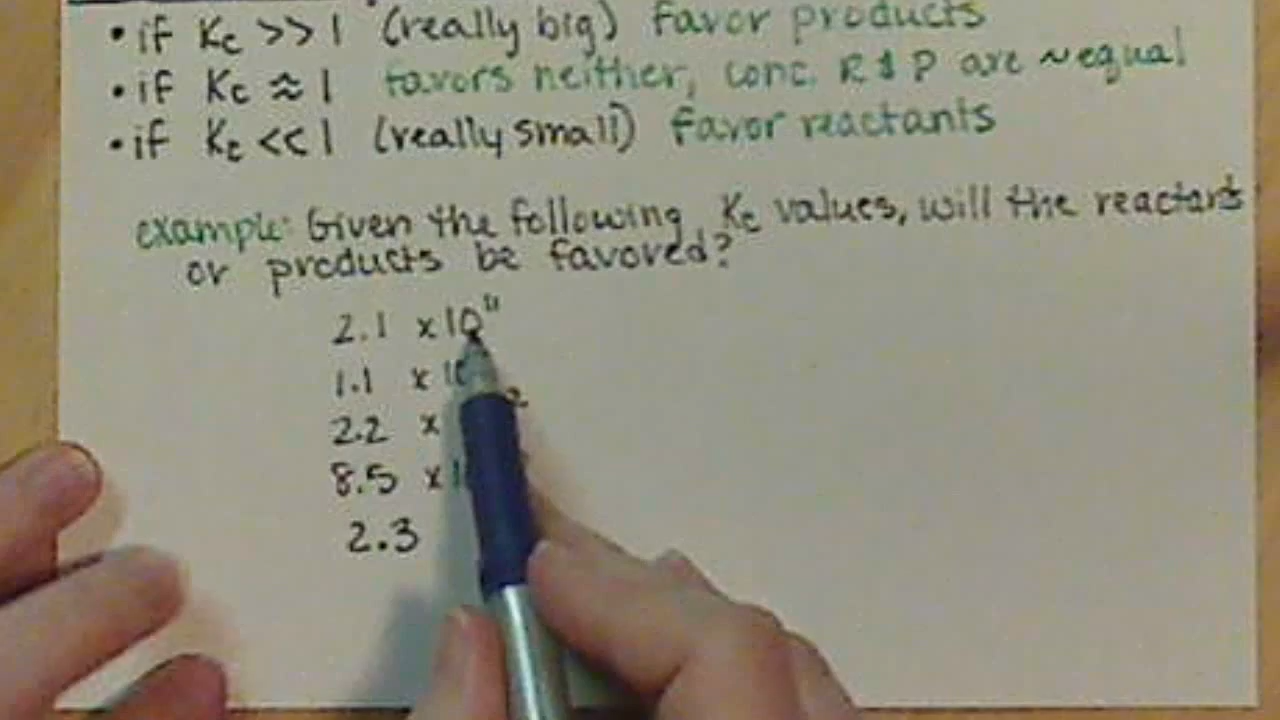 • if Kc >> 1 (really big) favor products
• if Kc ≈ 1 favors neither, conc. R & P are ~equal
• if Kc << 1 (really small) favor reactants
example: Given the following Kc values, will the reactants
or products be favored?
2.1 x10¹¹
1.1 x
2.2 x
8.5 x
2.3